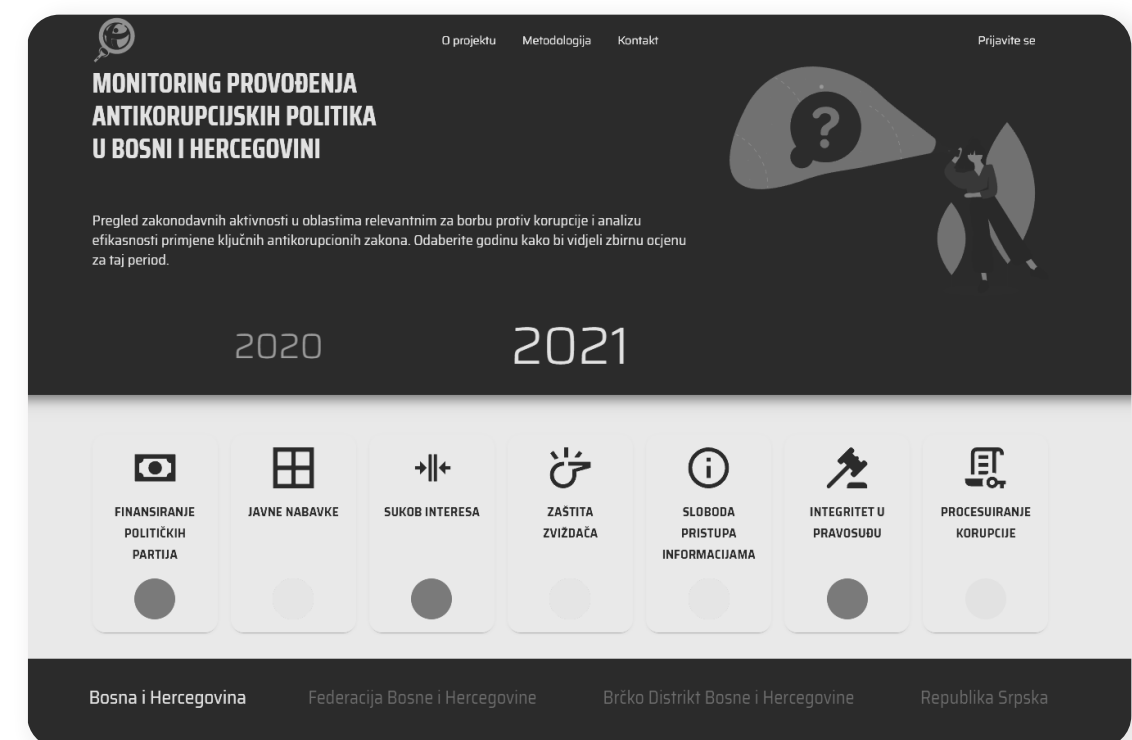 O projektu Metodologija Kontakt Prijavite se
MONITORING PROVOĐENJA
ANTIKORUPCIJSKIH POLITIKA
U BOSNI I HERCEGOVINI
?
Pregled zakonodavnih aktivnosti u oblastima relevantnim za borbu protiv korupcije i analizu
efikasnosti primjene ključnih antikorupcionih zakona. Odaberite godinu kako bi vidjeli zbirnu ocjenu
za taj period.
2020 2021
FINANSIRANJE
POLITIČKIH
PARTIJA
JAVNE NABAVKE
SUKOB INTERESA
ZAŠTITA
ZVIŽDAČA
SLOBODA
PRISTUPA
INFORMACIJAMA
INTEGRITET U
PRAVOSUĐU
PROCESUIRANJE
KORUPCIJE
Bosna i Hercegovina Federacija Bosne i Hercegovine Brčko Distrikt Bosne i Hercegovine Republika Srpska